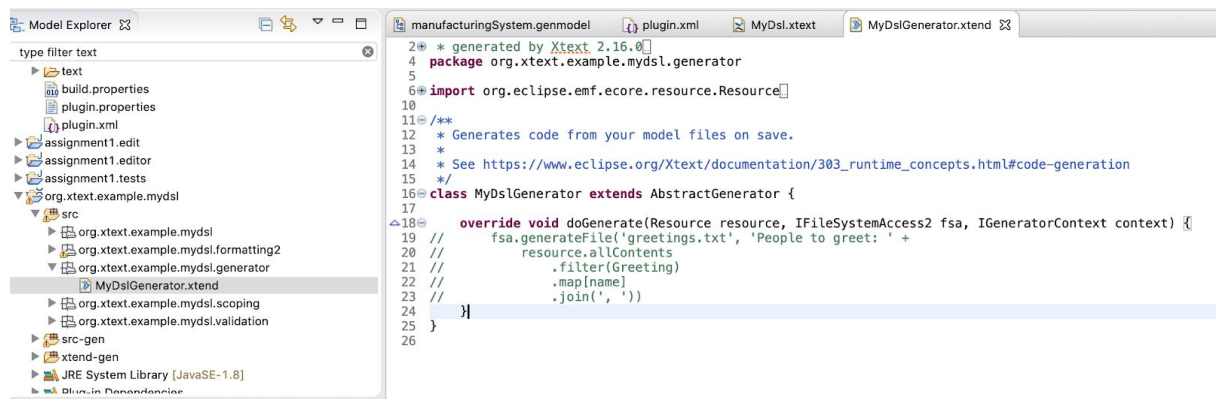 Model Explorer
type filter text
text
build.properties
plugin.properties
plugin.xml
assignment1.edit
assignment1.editor
assignment1.tests
org.xtext.example.mydsl
src
org.xtext.example.mydsl
org.xtext.example.mydsl.formatting2
org.xtext.example.mydsl.generator
MyDslGenerator.xtend
org.xtext.example.mydsl.scoping
org.xtext.example.mydsl.validation
src-gen
xtend-gen
JRE System Library [JavaSE-1.8]
Plug-in Dependencies
manufacturingSystem.genmodel plugin.xml MyDsl.xtext MyDslGenerator.xtend
2 * generated by Xtext 2.16.0
4 package org.xtext.example.mydsl.generator
5
6 import org.eclipse.emf.ecore.resource.Resource
10
11 /**
12 * Generates code from your model files on save.
13 *
14 * See https://www.eclipse.org/Xtext/documentation/303_runtime_concepts.html#code-generation
15 */
16 class MyDslGenerator extends AbstractGenerator {
17
18 override void doGenerate(Resource resource, IFileSystemAccess2 fsa, IGeneratorContext context) {
19 // fsa.generateFile('greetings.txt', 'People to greet: ' +
20 // resource.allContents
21 // .filter(Greeting)
22 // .map[name]
23 // .join(', '))
24 }
25 }
26